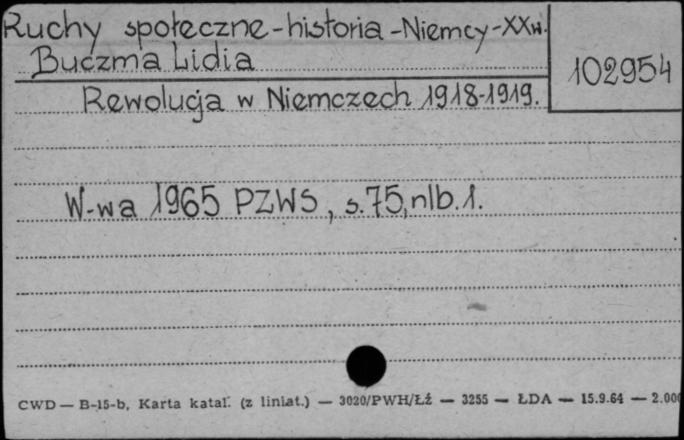 Ruchy społeczne-historia-Niemcy-XXw.
Buczma Lidia
102954
Rewolucja w Niemczech 1918-1919.
W-wa 1965 PZWS, s.75, nlb.1.
CWD — B-15-b, Karta katal. (z liniat.) — 3020/PWH/Łź — 3255 — ŁDA — 15.9.64 — 2.000